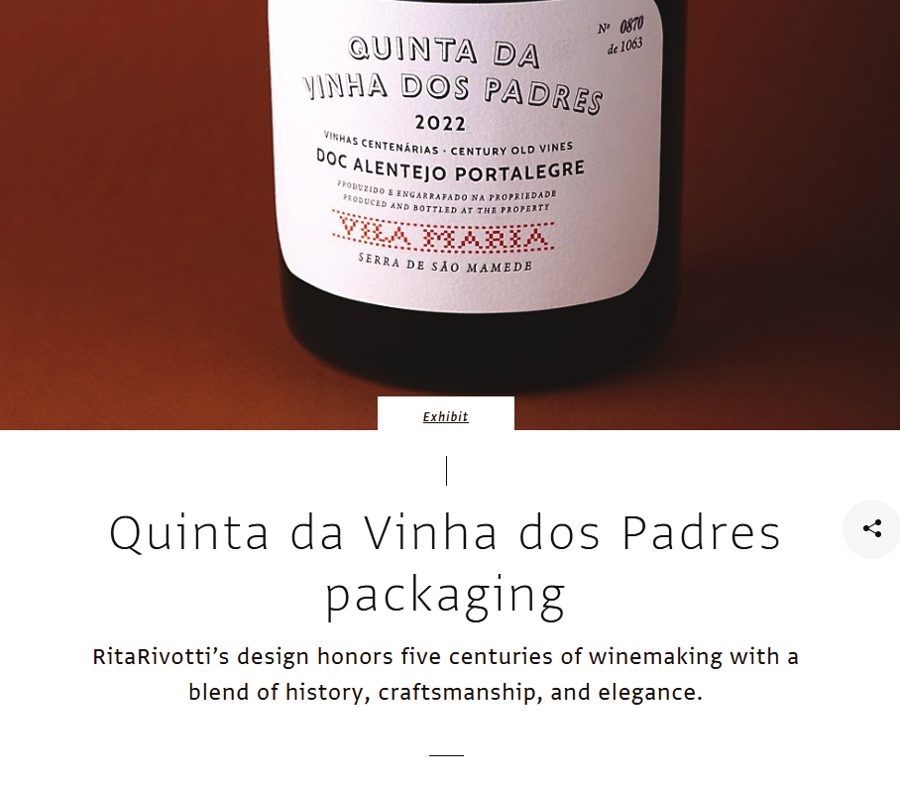 Nº 0870
de 1063
QUINTA DA
VINHA DOS PADRES
2022
VINHAS CENTENÁRIAS · CENTURY OLD VINES
DOC ALENTEJO PORTALEGRE
PRODUZIDO E ENGARRAFADO NA PROPRIEDADE
PRODUCED AND BOTTLED AT THE PROPERTY
VILA MARIA
SERRA DE SÃO MAMEDE
Exhibit
Quinta da Vinha dos Padres
packaging
RitaRivotti’s design honors five centuries of winemaking with a
blend of history, craftsmanship, and elegance.